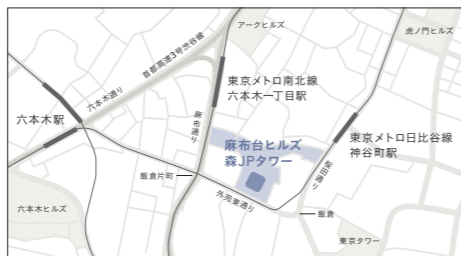 アークヒルズ
虎ノ門ヒルズ
首都高速3号渋谷線
六本木通り
東京メトロ南北線
六本木一丁目駅
六本木駅
麻布通り
東京メトロ日比谷線
神谷町駅
麻布台ヒルズ
森JPタワー
桜田通り
飯倉片町
外苑東通り
六本木ヒルズ
飯倉
東京タワー